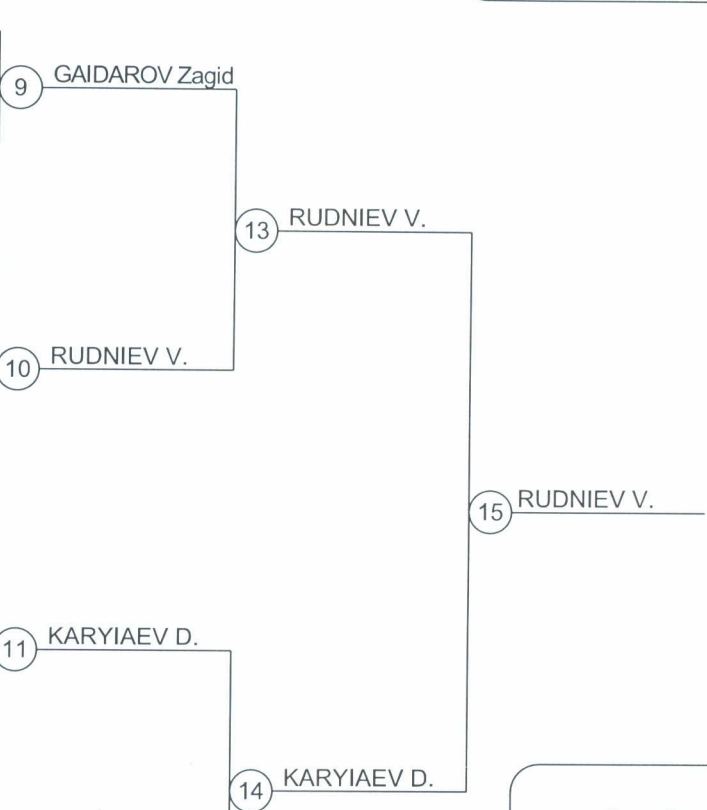 9 GAIDAROV Zagid
13 RUDNIEV V.
10 RUDNIEV V.
15 RUDNIEV V.
11 KARYIAEV D.
14 KARYIAEV D.